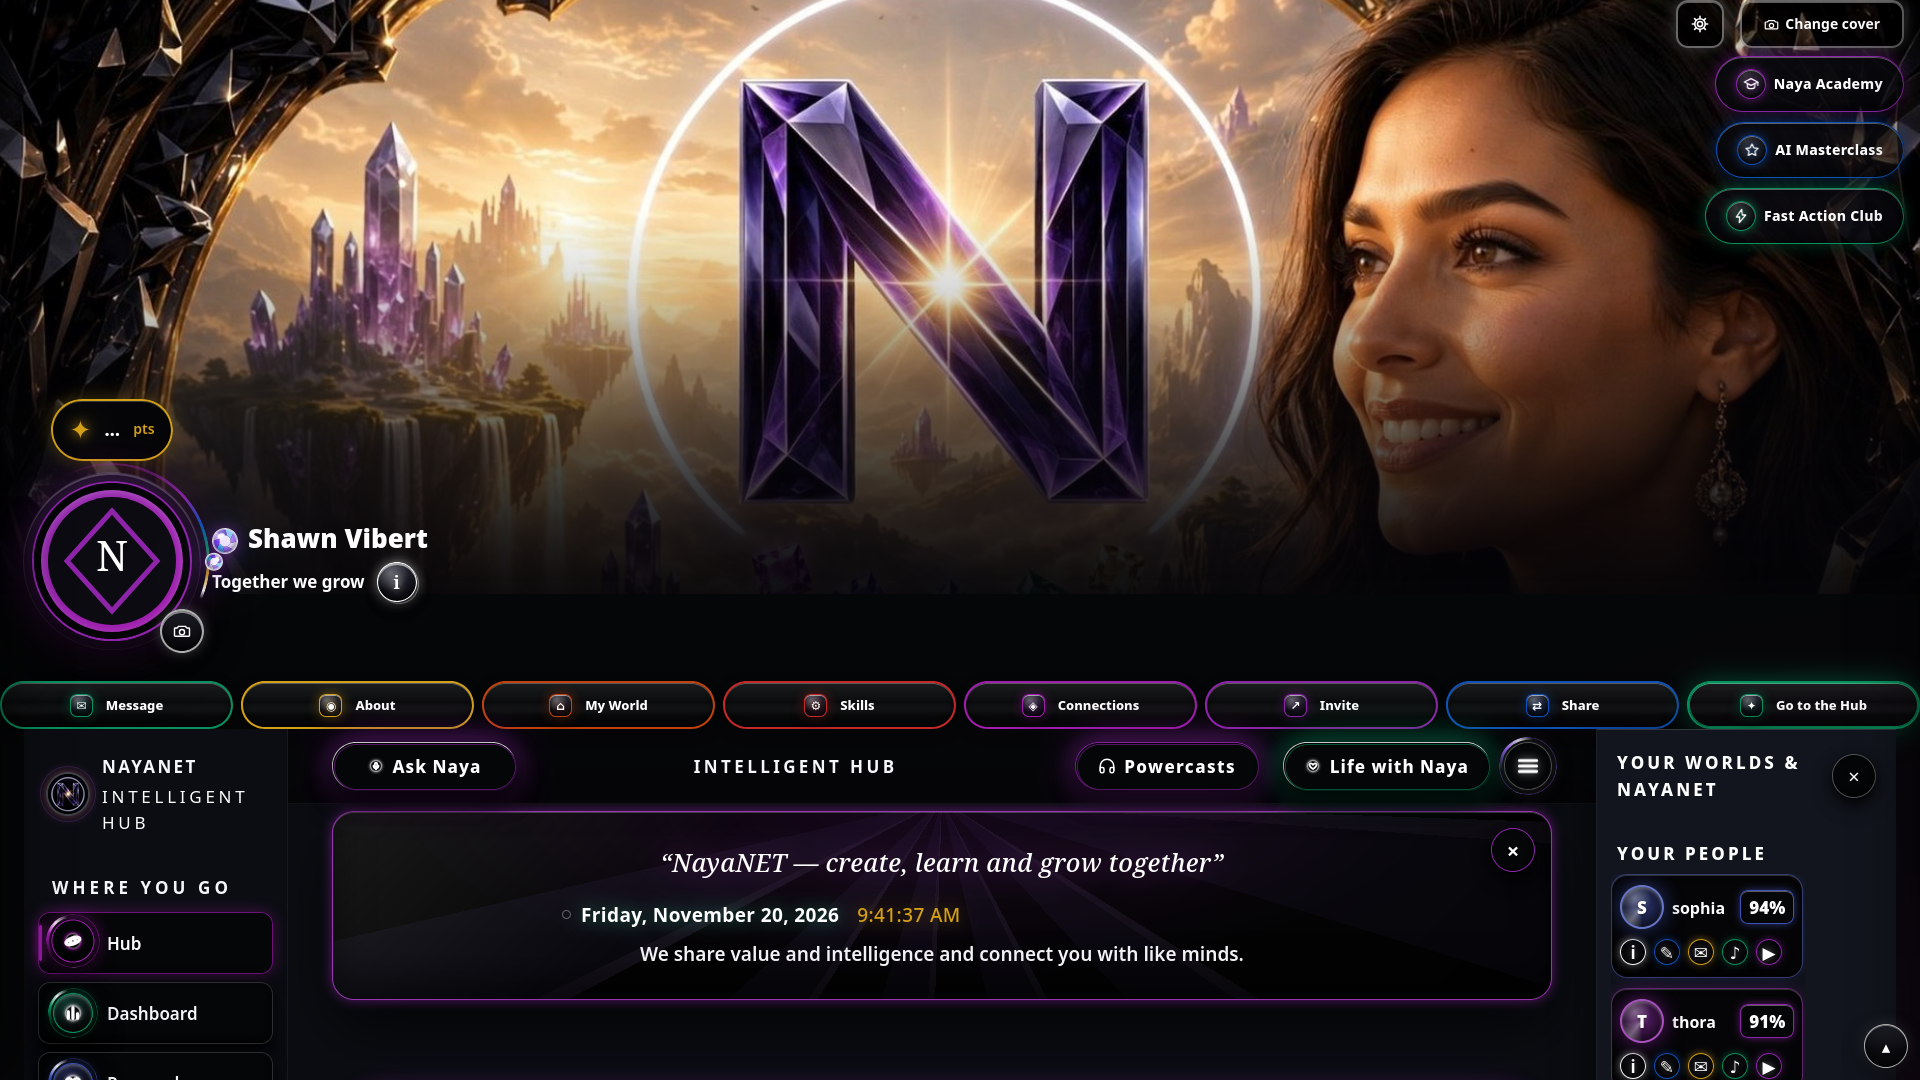 Change cover
Naya Academy
AI Masterclass
Fast Action Club
N
... pts
N
Shawn Vibert
Together we grow i
Message
About
My World
Skills
Connections
Invite
Share
Go to the Hub
NAYANET
INTELLIGENT
HUB
WHERE YOU GO
Hub
Dashboard
Ask Naya
INTELLIGENT HUB
Powercasts
Life with Naya
“NayaNET — create, learn and grow together”
Friday, November 20, 2026 9:41:37 AM
We share value and intelligence and connect you with like minds.
YOUR WORLDS &
NAYANET
YOUR PEOPLE
S sophia 94%
i
T thora 91%
i